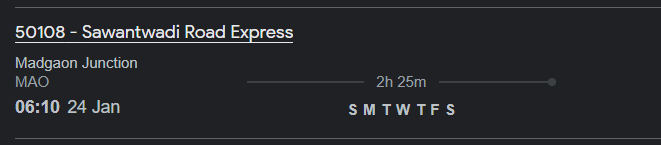 50108 - Sawantwadi Road Express
Madgaon Junction
MAO
2h 25m
06:10 24 Jan
S M T W T F S